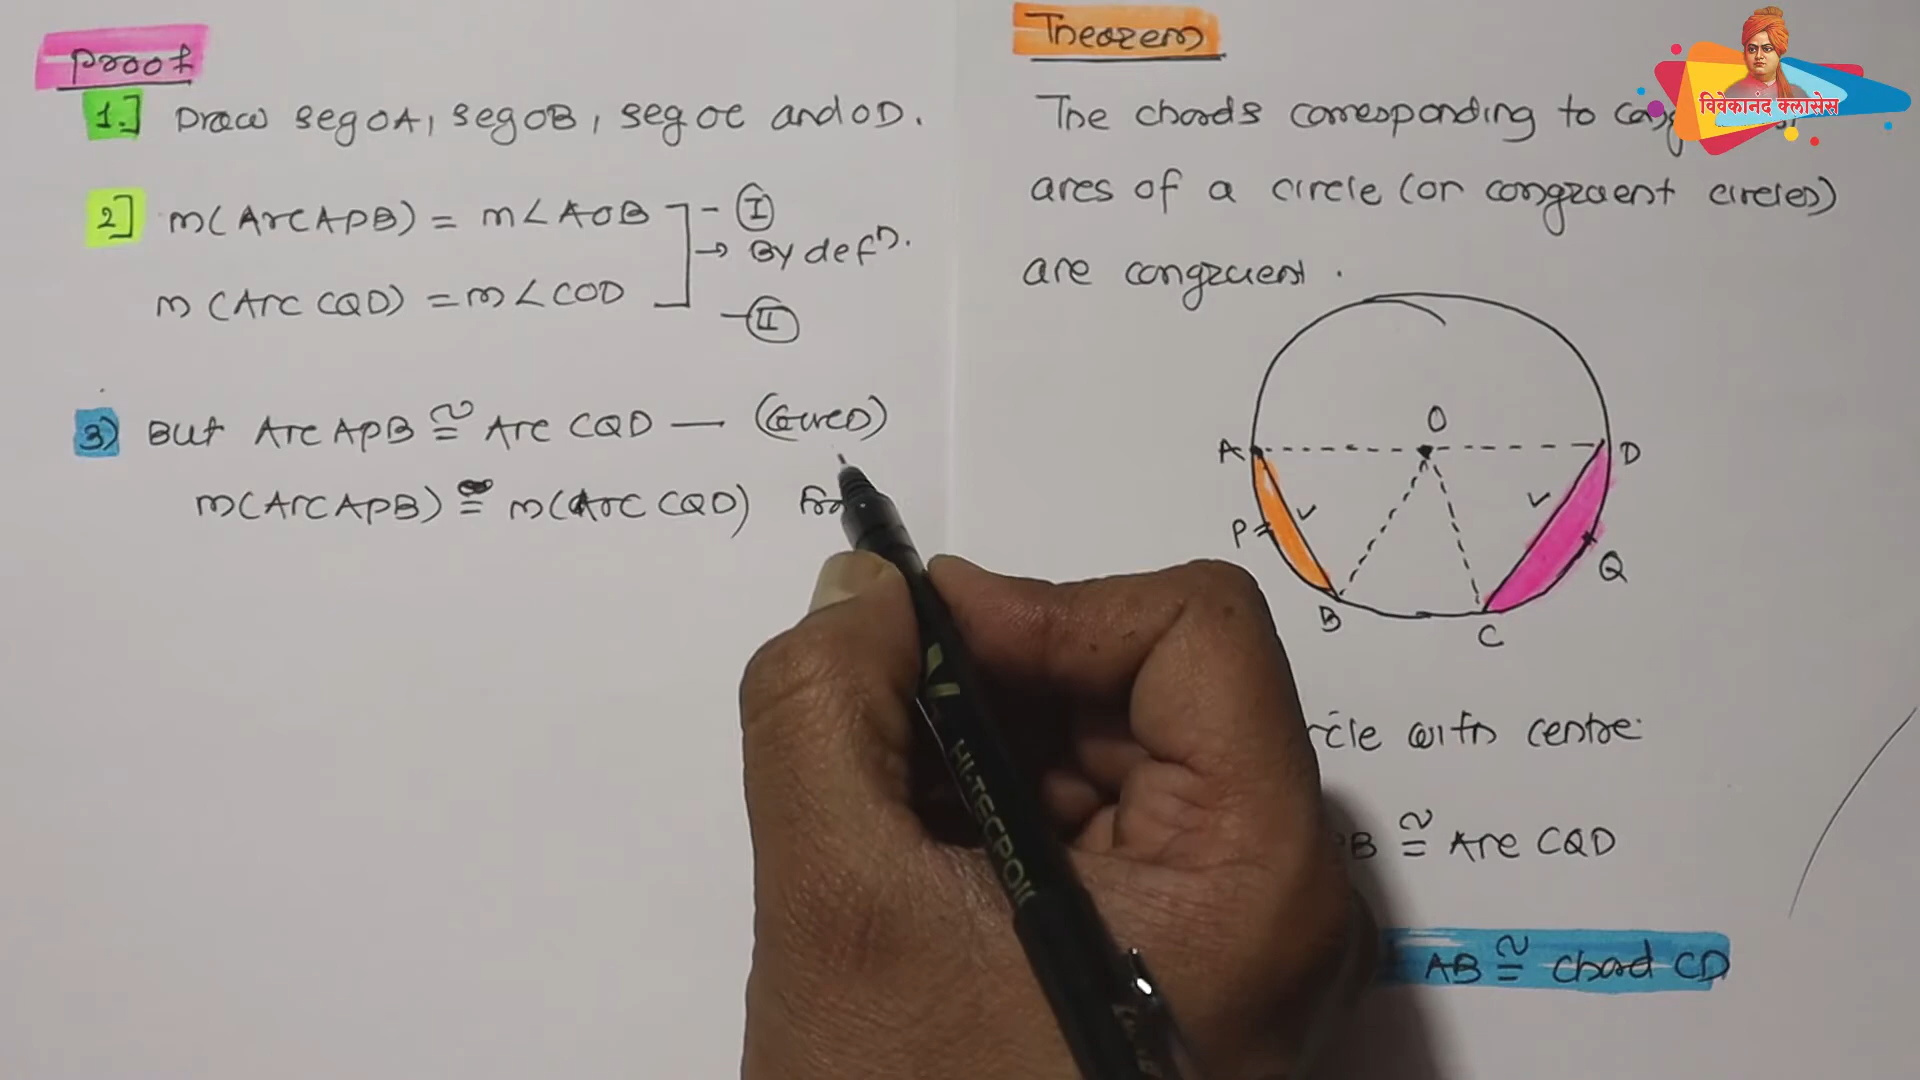 Proof
1.] Draw seg OA, seg OB, seg OC and OD.
2] m(Arc APB) = m∠AOB - I
→ By defn.
m(Arc CQD) = m∠COD - II
3) But Arc APB ≅ Arc CQD — (Given)
m(Arc APB) = m(Arc CQD)
Theorem
The chords corresponding to
arcs of a circle (or congruent circles)
are congruent.
O
A
D
P
Q
B
C
with centre
B ≅ Arc CQD
AB ≅ chord CD
विवेकानंद क्लासेस
V
HI-TECPOINT